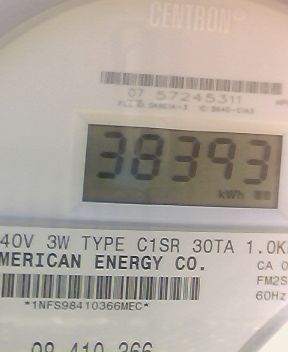 CENTRON
07 57245311
38393
kWh
40V 3W TYPE C1SR 30TA 1.0K
MERICAN ENERGY CO.
CA 0
FM2S
60Hz
*1NFS98410366MEC*
98 410 366